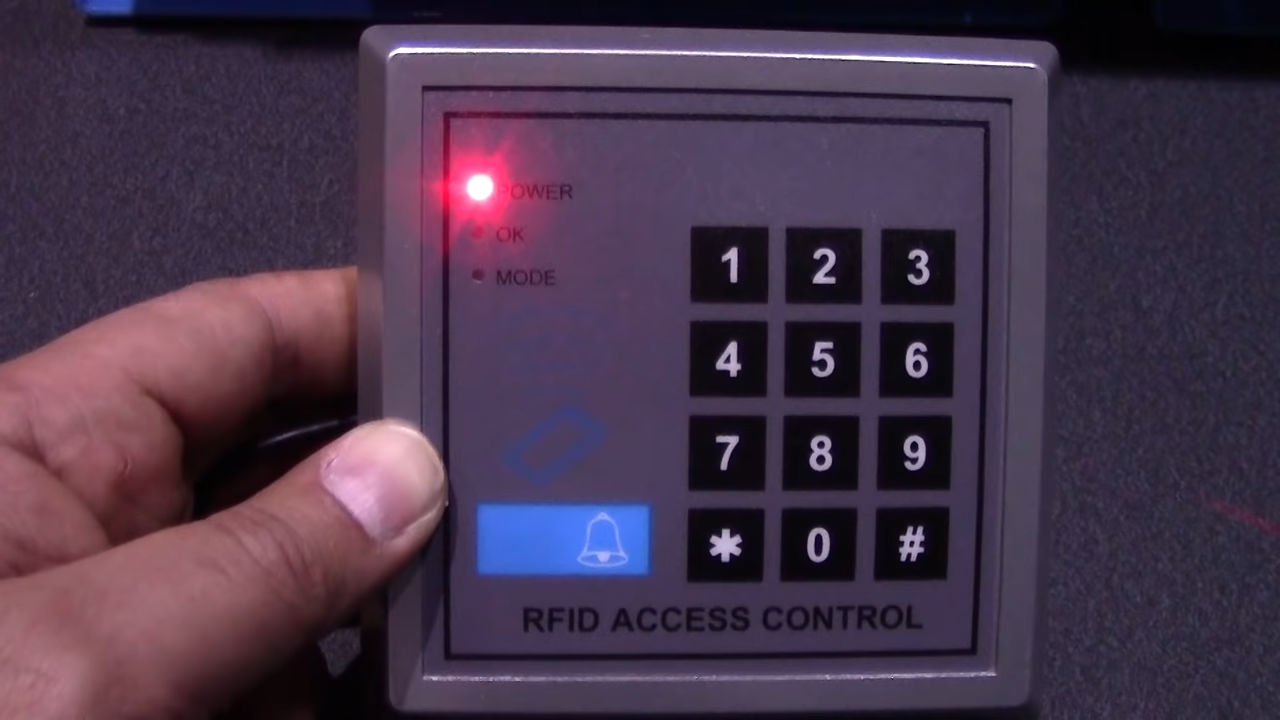 POWER
OK
MODE
1 2 3
4 5 6
7 8 9
* 0 #
RFID ACCESS CONTROL